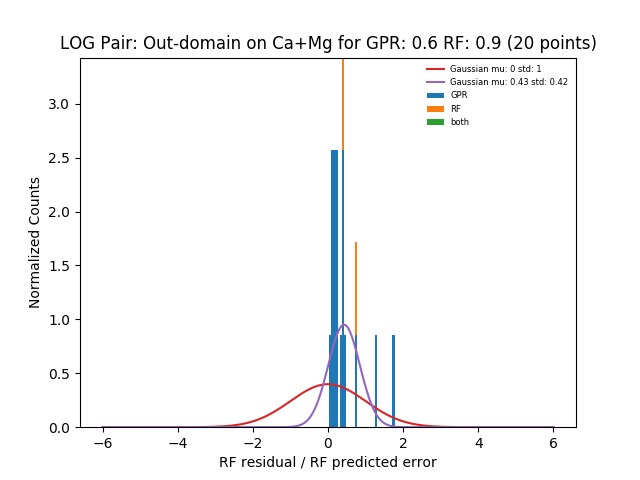 LOG Pair: Out-domain on Ca+Mg for GPR: 0.6 RF: 0.9 (20 points)
Gaussian mu: 0 std: 1
Gaussian mu: 0.43 std: 0.42
GPR
RF
both
Normalized Counts
3.0
2.5
2.0
1.5
1.0
0.5
0.0
−6 −4 −2 0 2 4 6
RF residual / RF predicted error